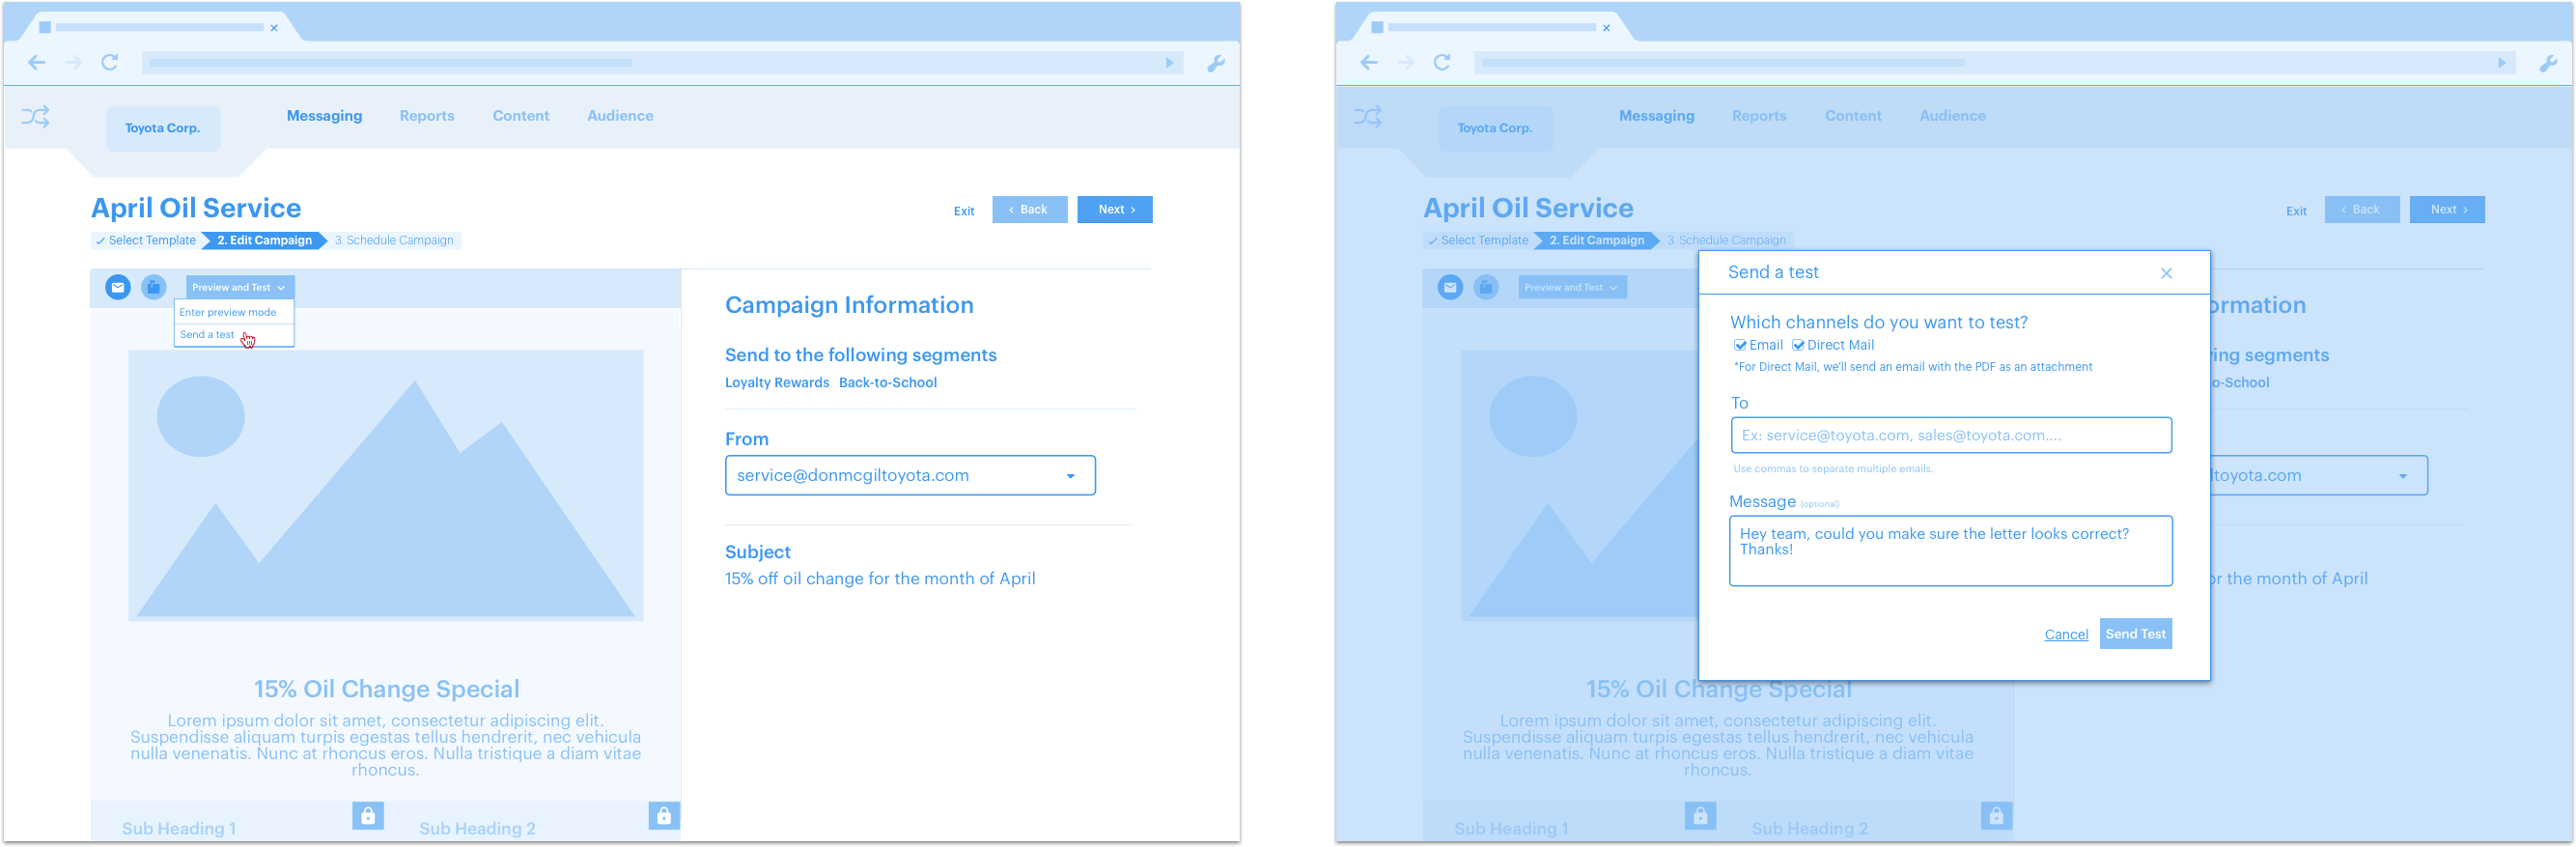 Toyota Corp.
Messaging Reports Content Audience
April Oil Service
Exit ‹ Back Next ›
✓ Select Template 2. Edit Campaign 3. Schedule Campaign
Preview and Test
Enter preview mode
Send a test
15% Oil Change Special
Lorem ipsum dolor sit amet, consectetur adipiscing elit.
Suspendisse aliquam turpis egestas tellus hendrerit, nec vehicula
nulla venenatis. Nunc at rhoncus eros. Nulla tristique a diam vitae
rhoncus.
Sub Heading 1 Sub Heading 2
Campaign Information
Send to the following segments
Loyalty Rewards Back-to-School
From
service@donmcgiltoyota.com
Subject
15% off oil change for the month of April
Toyota Corp.
Messaging Reports Content Audience
April Oil Service
Exit ‹ Back Next ›
✓ Select Template 2. Edit Campaign 3. Schedule Campaign
Preview and Test
Send a test
Which channels do you want to test?
Email Direct Mail
*For Direct Mail, we'll send an email with the PDF as an attachment
To
Ex: service@toyota.com, sales@toyota.com....
Use commas to separate multiple emails.
Message (optional)
Hey team, could you make sure the letter looks correct?
Thanks!
Cancel Send Test
ormation
ing segments
o-School
toyota.com
or the month of April
15% Oil Change Special
Lorem ipsum dolor sit amet, consectetur adipiscing elit.
Suspendisse aliquam turpis egestas tellus hendrerit, nec vehicula
nulla venenatis. Nunc at rhoncus eros. Nulla tristique a diam vitae
rhoncus.
Sub Heading 1 Sub Heading 2